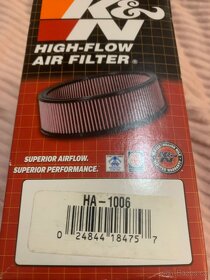 K&N
HIGH-FLOW
AIR FILTER®
SUPERIOR AIRFLOW.
SUPERIOR PERFORMANCE.
HA-1006
0 24844 18475 7